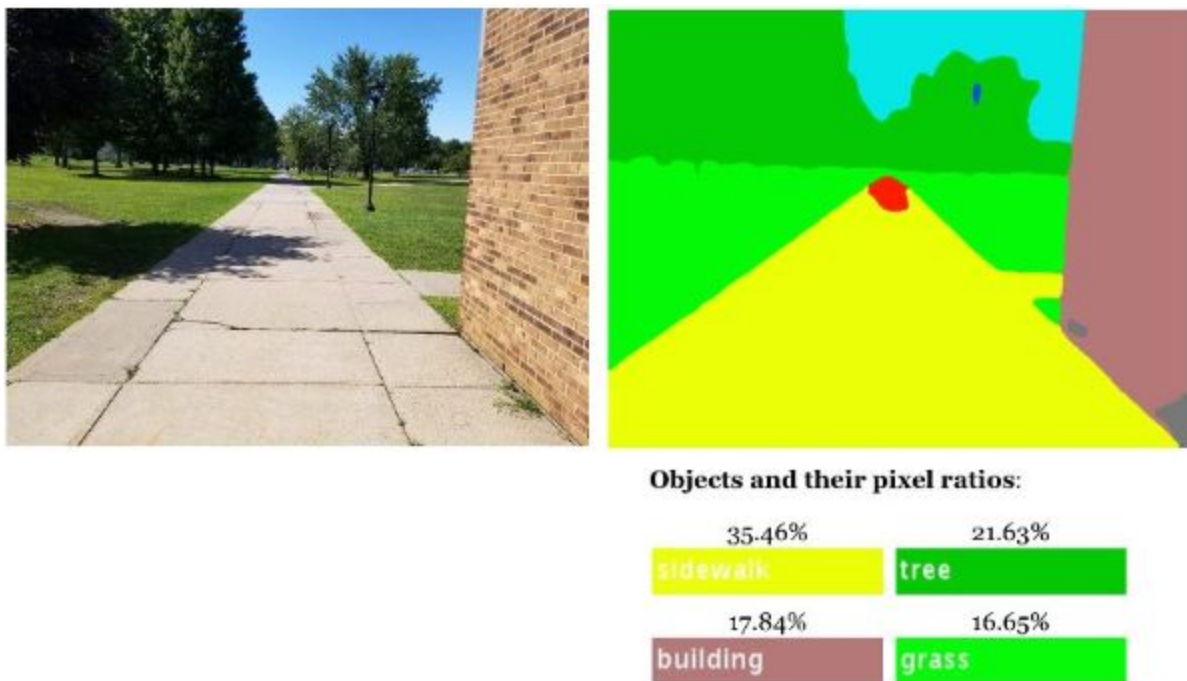 Objects and their pixel ratios:
35.46% 21.63%
sidewalk tree
17.84% 16.65%
building grass